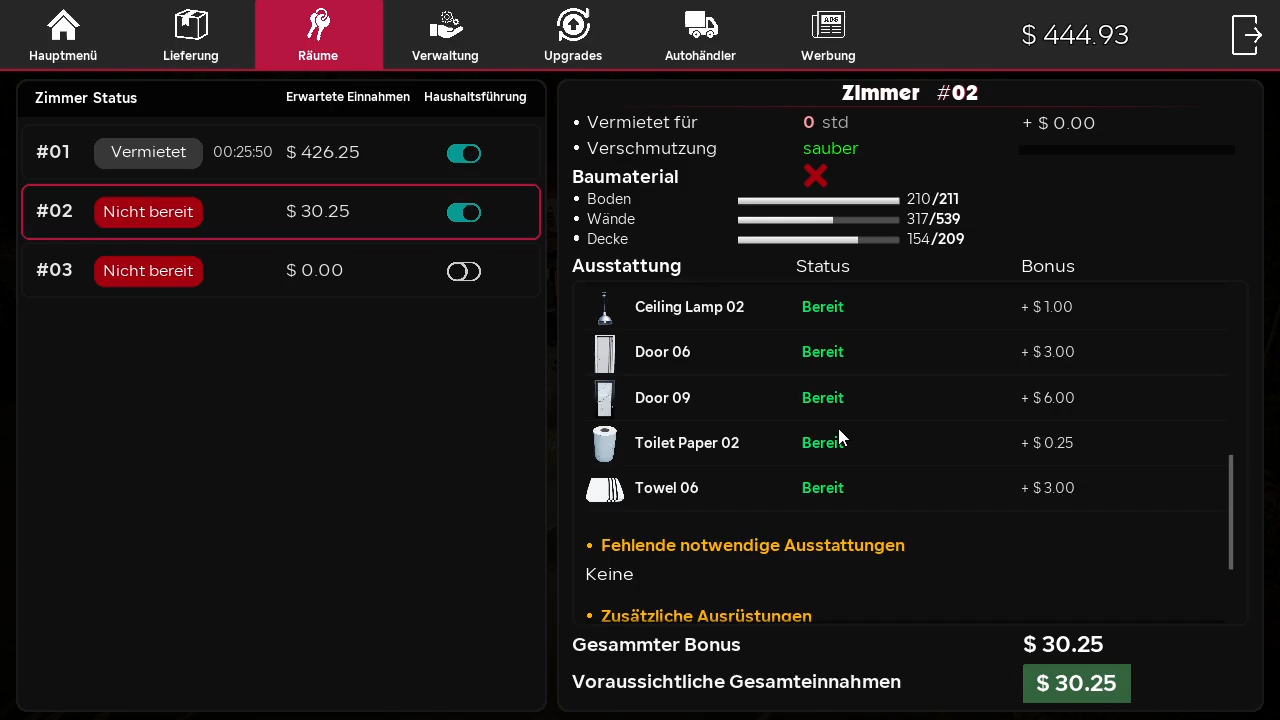 Hauptmenü
Lieferung
Räume
Verwaltung
Upgrades
Autohändler
ADS
Werbung
$ 444.93
Zimmer Status Erwartete Einnahmen Haushaltsführung
#01 Vermietet 00:25:50 $ 426.25
#02 Nicht bereit $ 30.25
#03 Nicht bereit $ 0.00
Zimmer #02
• Vermietet für 0 std + $ 0.00
• Verschmutzung sauber
Baumaterial
• Boden 210/211
• Wände 317/539
• Decke 154/209
Ausstattung Status Bonus
Ceiling Lamp 02 Bereit + $ 1.00
Door 06 Bereit + $ 3.00
Door 09 Bereit + $ 6.00
Toilet Paper 02 Bereit + $ 0.25
Towel 06 Bereit + $ 3.00
• Fehlende notwendige Ausstattungen
Keine
• Zusätzliche Ausrüstungen
Gesammter Bonus $ 30.25
Voraussichtliche Gesamteinnahmen $ 30.25